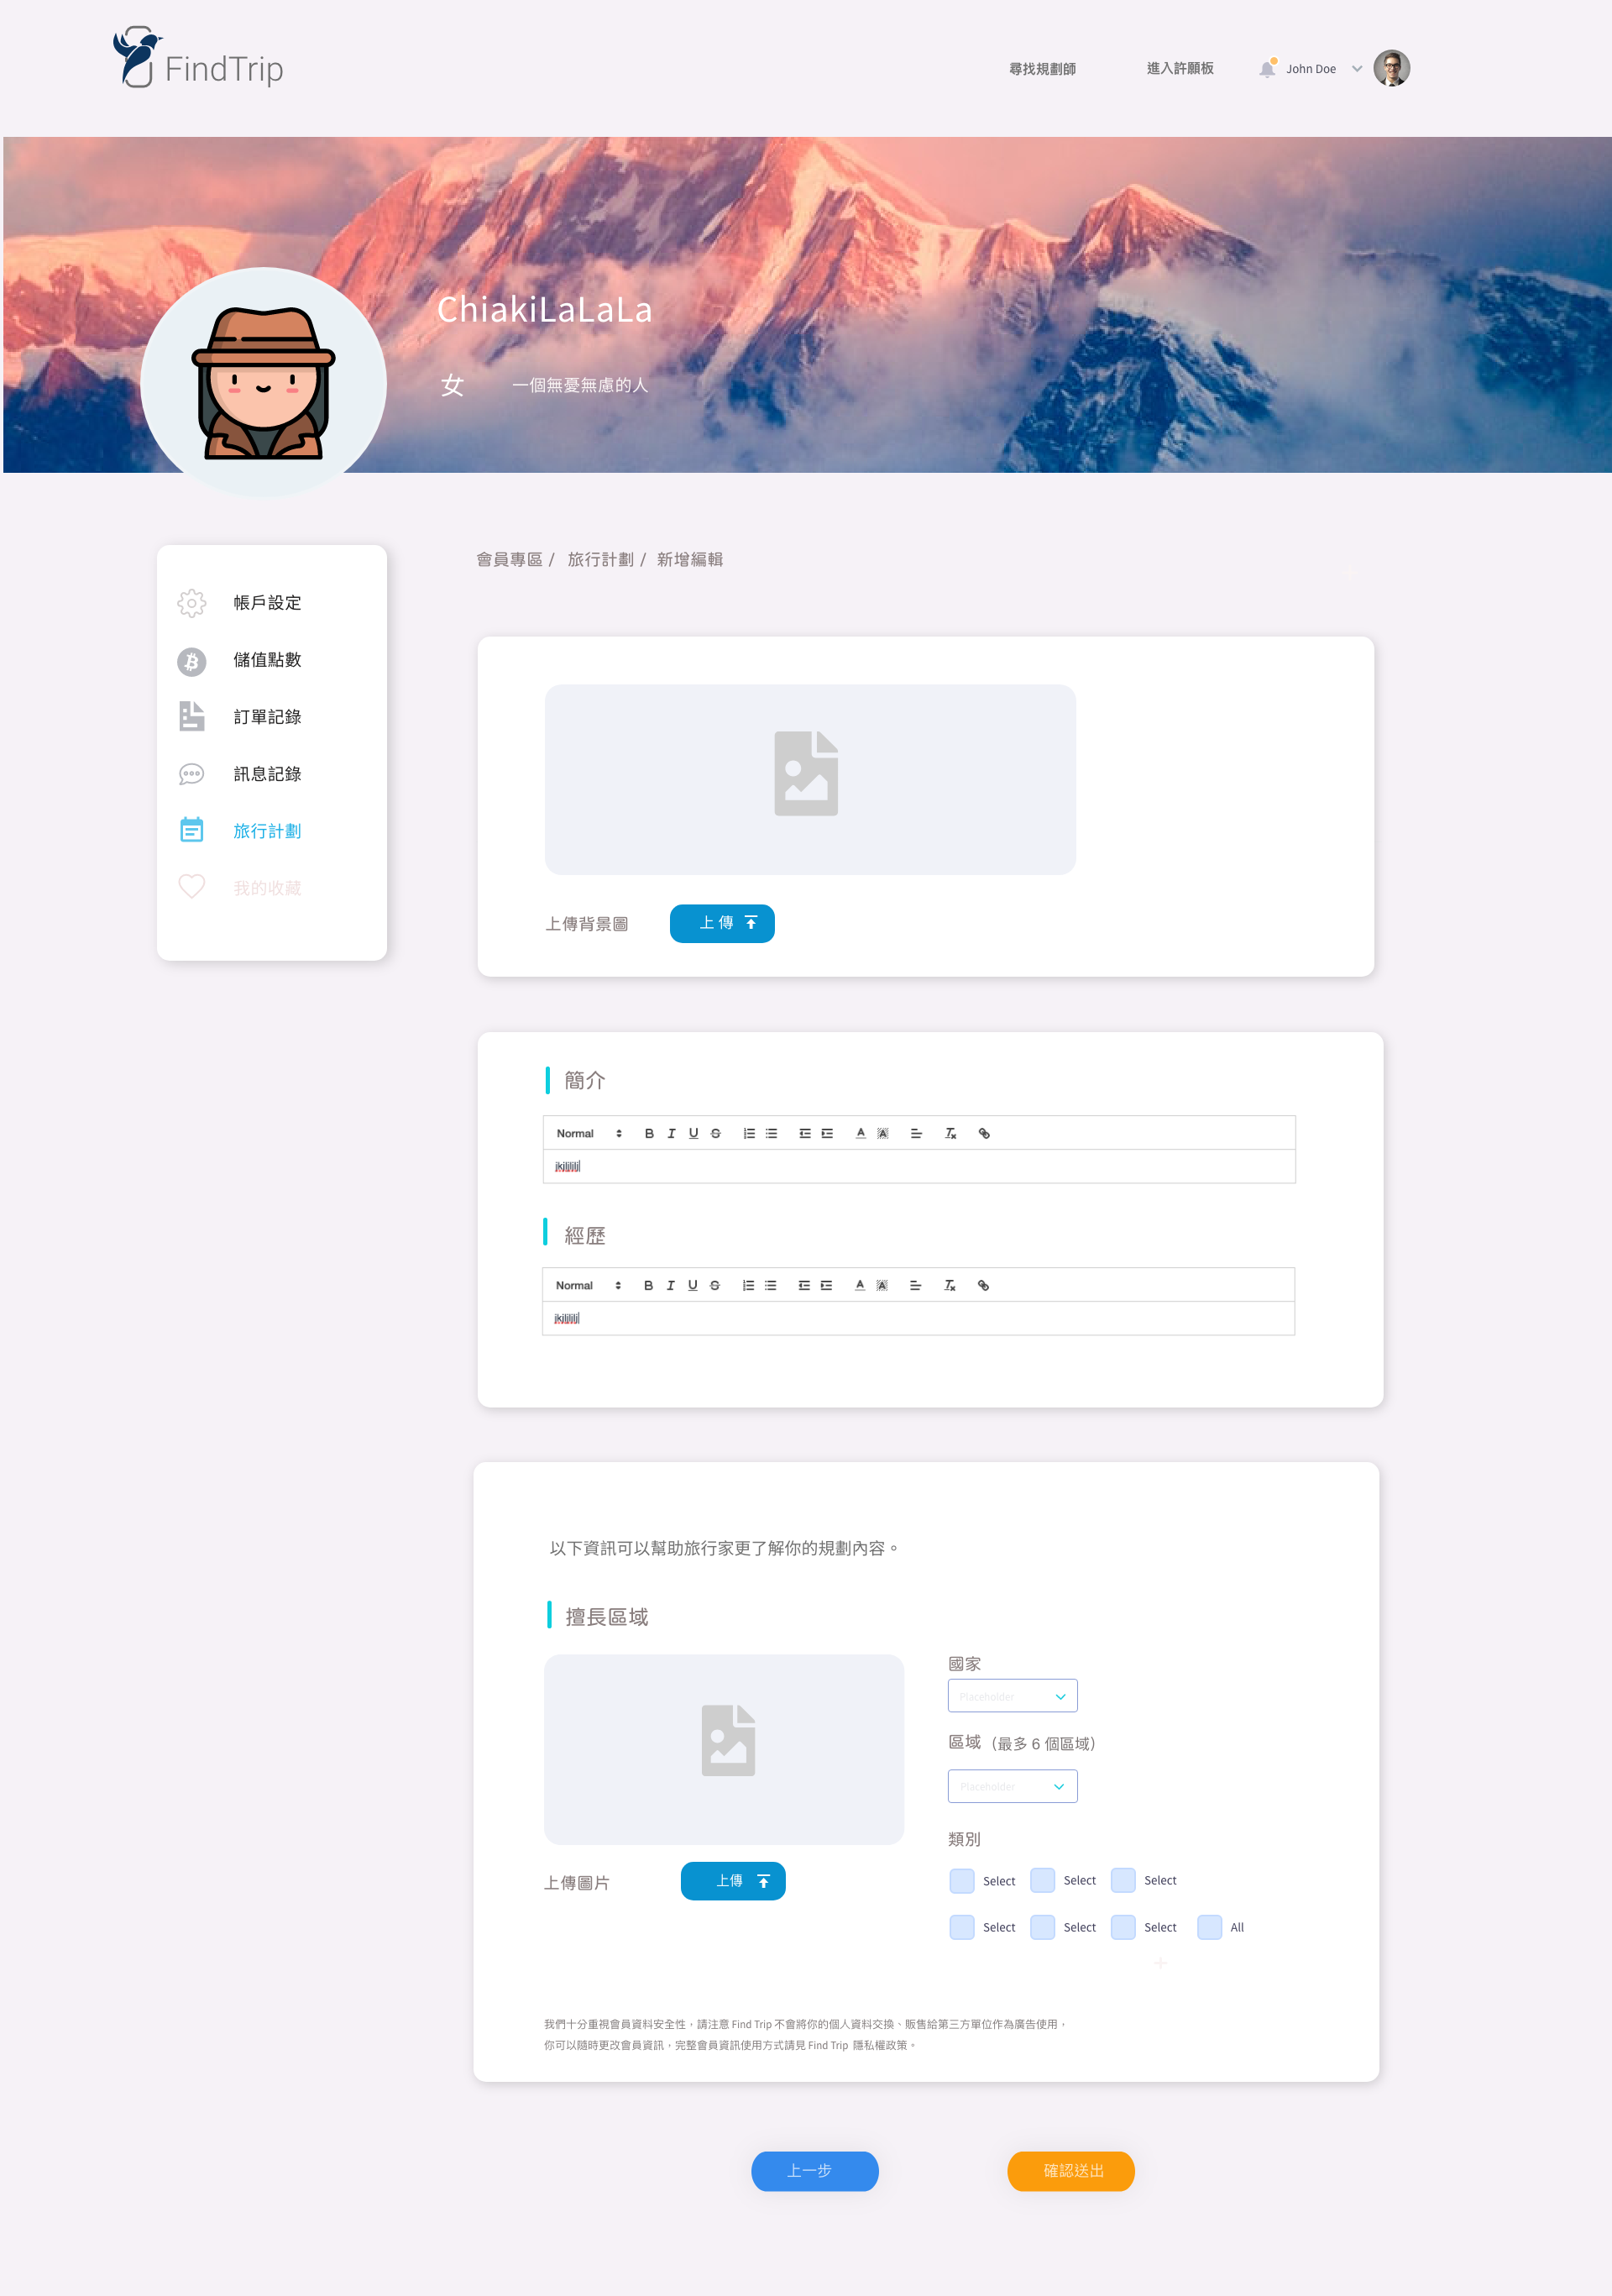 FindTrip
尋找規劃師
進入許願板
John Doe
ChiakiLaLaLa
女 一個無憂無慮的人
會員專區 / 旅行計劃 / 新增編輯
帳戶設定
儲值點數
訂單記錄
訊息記錄
旅行計劃
我的收藏
上傳背景圖
上傳
簡介
Normal
經歷
Normal
以下資訊可以幫助旅行家更了解你的規劃內容。
擅長區域
上傳圖片
上傳
國家
Placeholder
區域（最多 6 個區域）
Placeholder
類別
Select Select Select
Select Select Select All
我們十分重視會員資料安全性，請注意 Find Trip 不會將你的個人資料交換、販售給第三方單位作為廣告使用，
你可以隨時更改會員資訊，完整會員資訊使用方式請見 Find Trip 隱私權政策。
上一步
確認送出